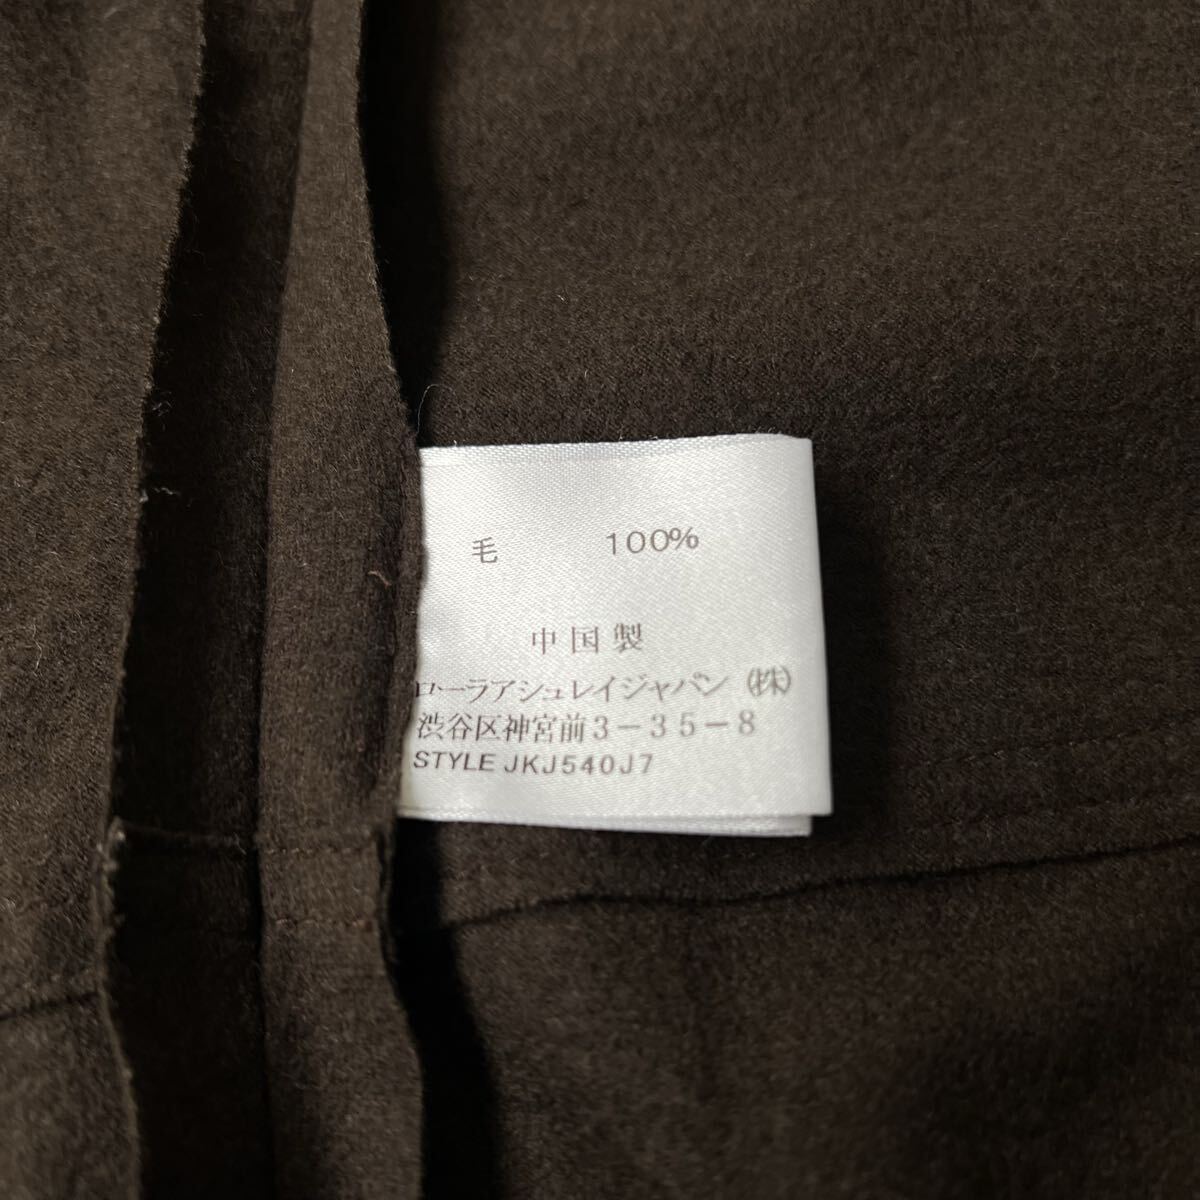 毛 100%
中国製
ローラアシュレイジャパン(株)
渋谷区神宮前3-35-8
STYLE JKJ540J7